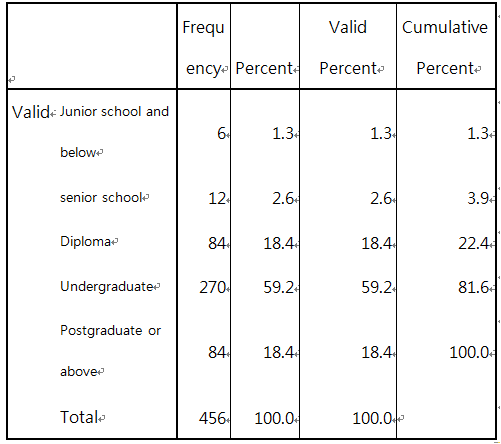 Frequ Valid Cumulative
ency Percent Percent Percent
Valid Junior school and
below 6 1.3 1.3 1.3
senior school 12 2.6 2.6 3.9
Diploma 84 18.4 18.4 22.4
Undergraduate 270 59.2 59.2 81.6
Postgraduate or
above 84 18.4 18.4 100.0
Total 456 100.0 100.0